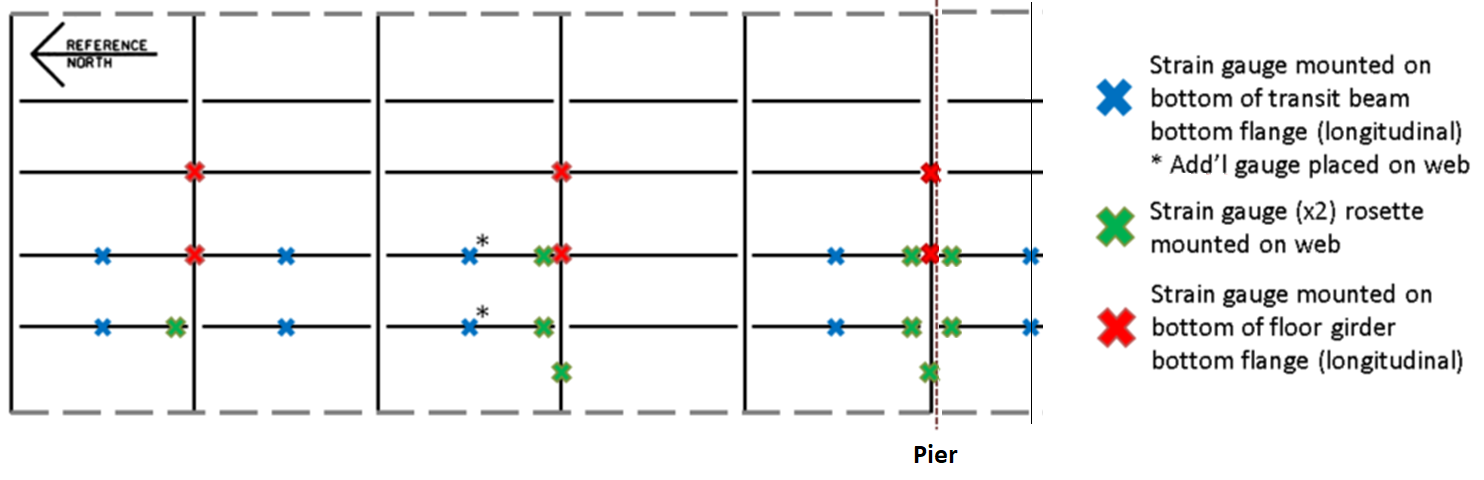 REFERENCE
NORTH
*
*
Pier
Strain gauge mounted on
bottom of transit beam
bottom flange (longitudinal)
* Add’l gauge placed on web
Strain gauge (x2) rosette
mounted on web
Strain gauge mounted on
bottom of floor girder
bottom flange (longitudinal)